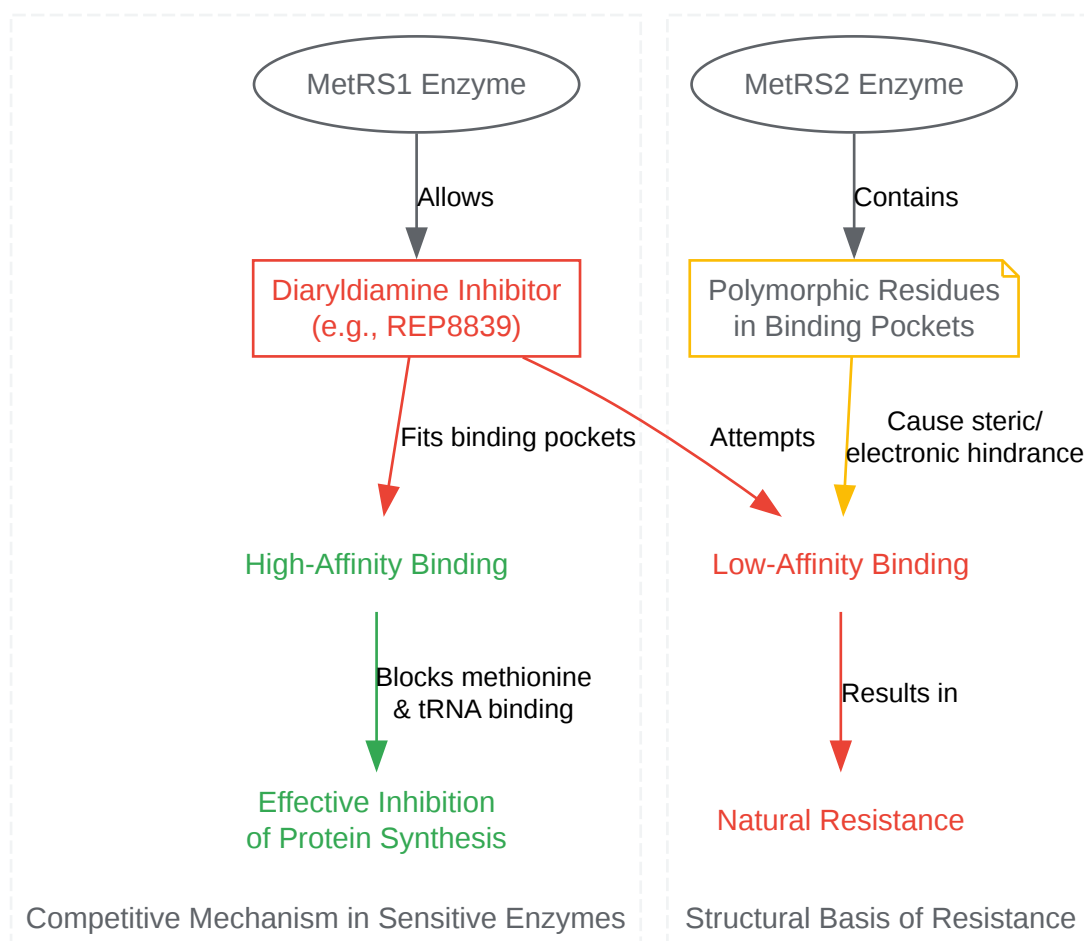 MetRS1 Enzyme
MetRS2 Enzyme
Allows
Contains
Diaryldiamine Inhibitor
(e.g., REP8839)
Polymorphic Residues
in Binding Pockets
Fits binding pockets
Attempts
Cause steric/
electronic hindrance
High-Affinity Binding
Low-Affinity Binding
Blocks methionine
& tRNA binding
Results in
Effective Inhibition
of Protein Synthesis
Natural Resistance
Competitive Mechanism in Sensitive Enzymes
Structural Basis of Resistance